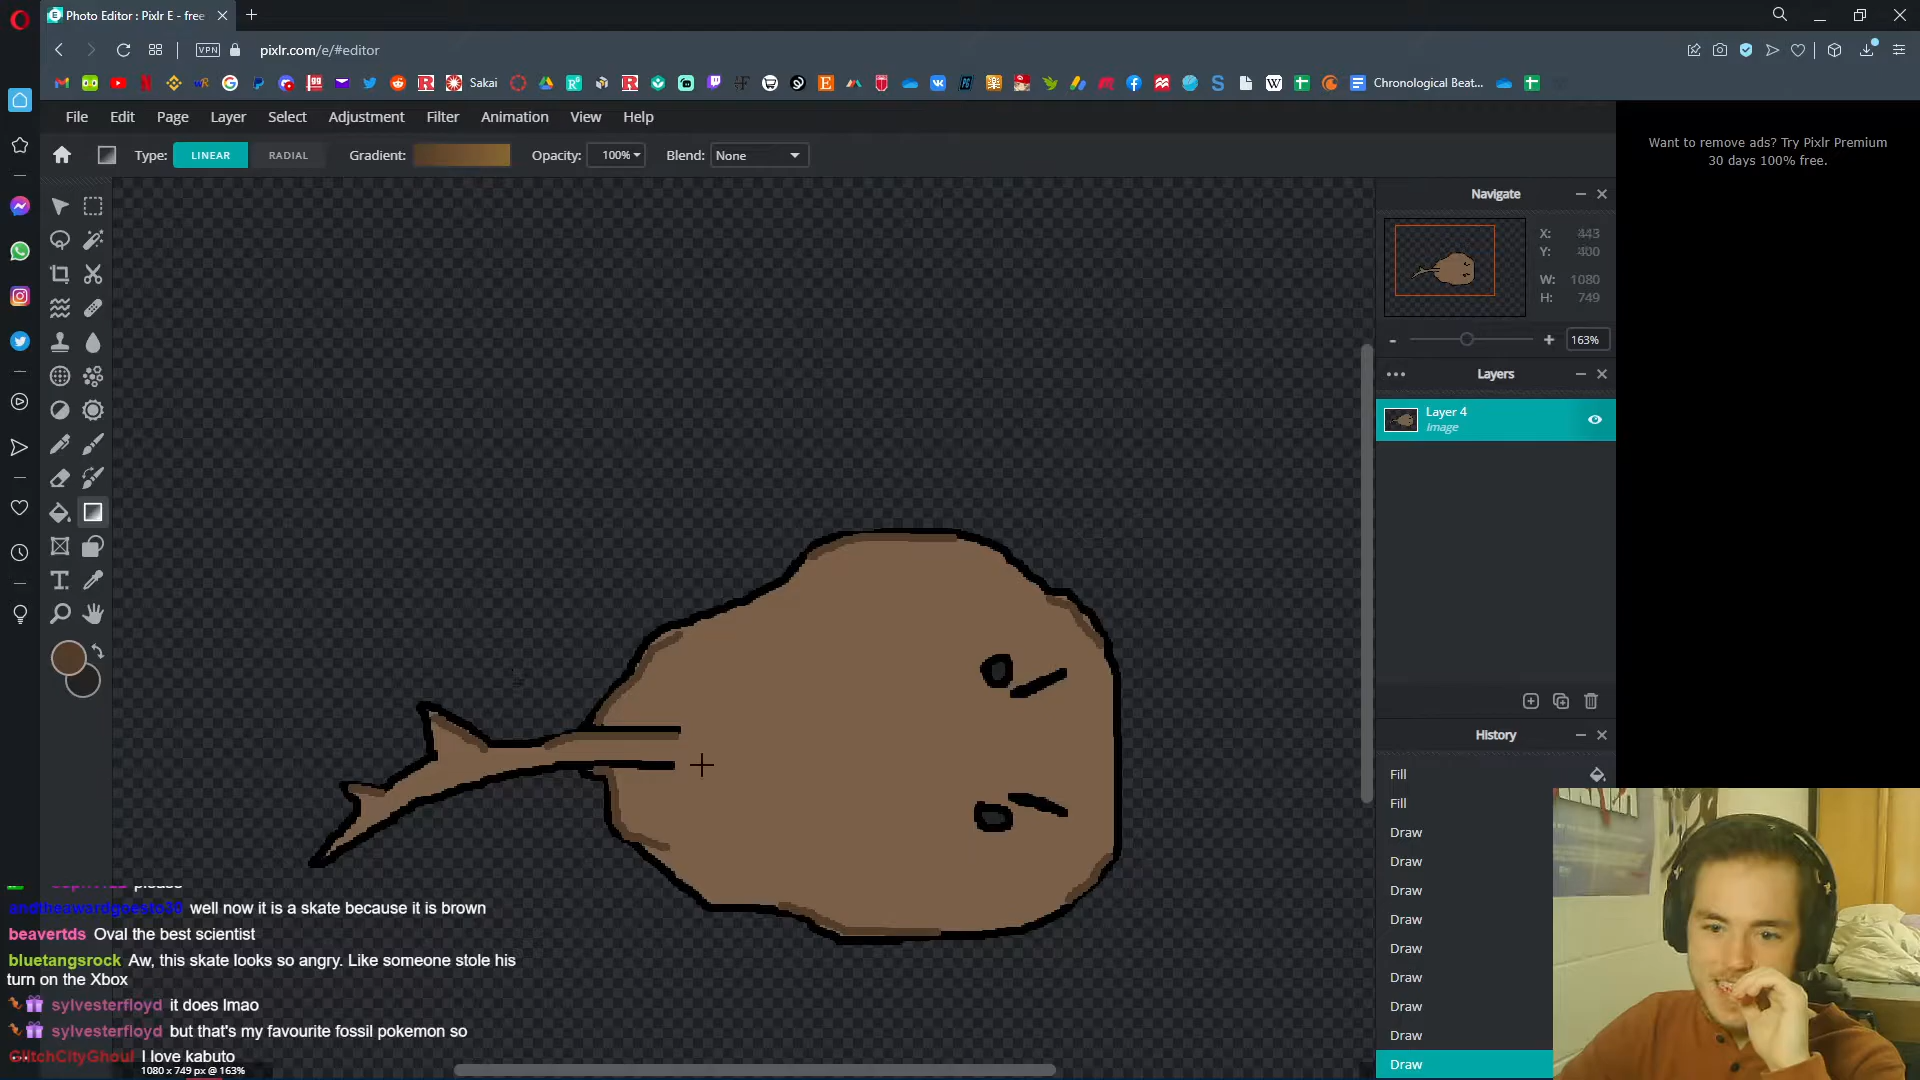 Photo Editor : Pixlr E - free
VPN
pixlr.com/e/#editor
Sakai
Chronological Beat...
File Edit Page Layer Select Adjustment Filter Animation View Help
Type: LINEAR RADIAL Gradient: Opacity: 100% Blend: None
Want to remove ads? Try Pixlr Premium
30 days 100% free.
Navigate
X: 443
Y: 400
W: 1080
H: 749
163%
Layers
Layer 4
Image
History
Fill
Fill
Draw
Draw
Draw
Draw
Draw
Draw
Draw
Draw
Draw
please
andtheawardgoesto30 well now it is a skate because it is brown
beavertds Oval the best scientist
bluetangsrock Aw, this skate looks so angry. Like someone stole his
turn on the Xbox
sylvesterfloyd it does lmao
sylvesterfloyd but that's my favourite fossil pokemon so
GlitchCityGhoul I love kabuto
1080 x 749 px @ 163%